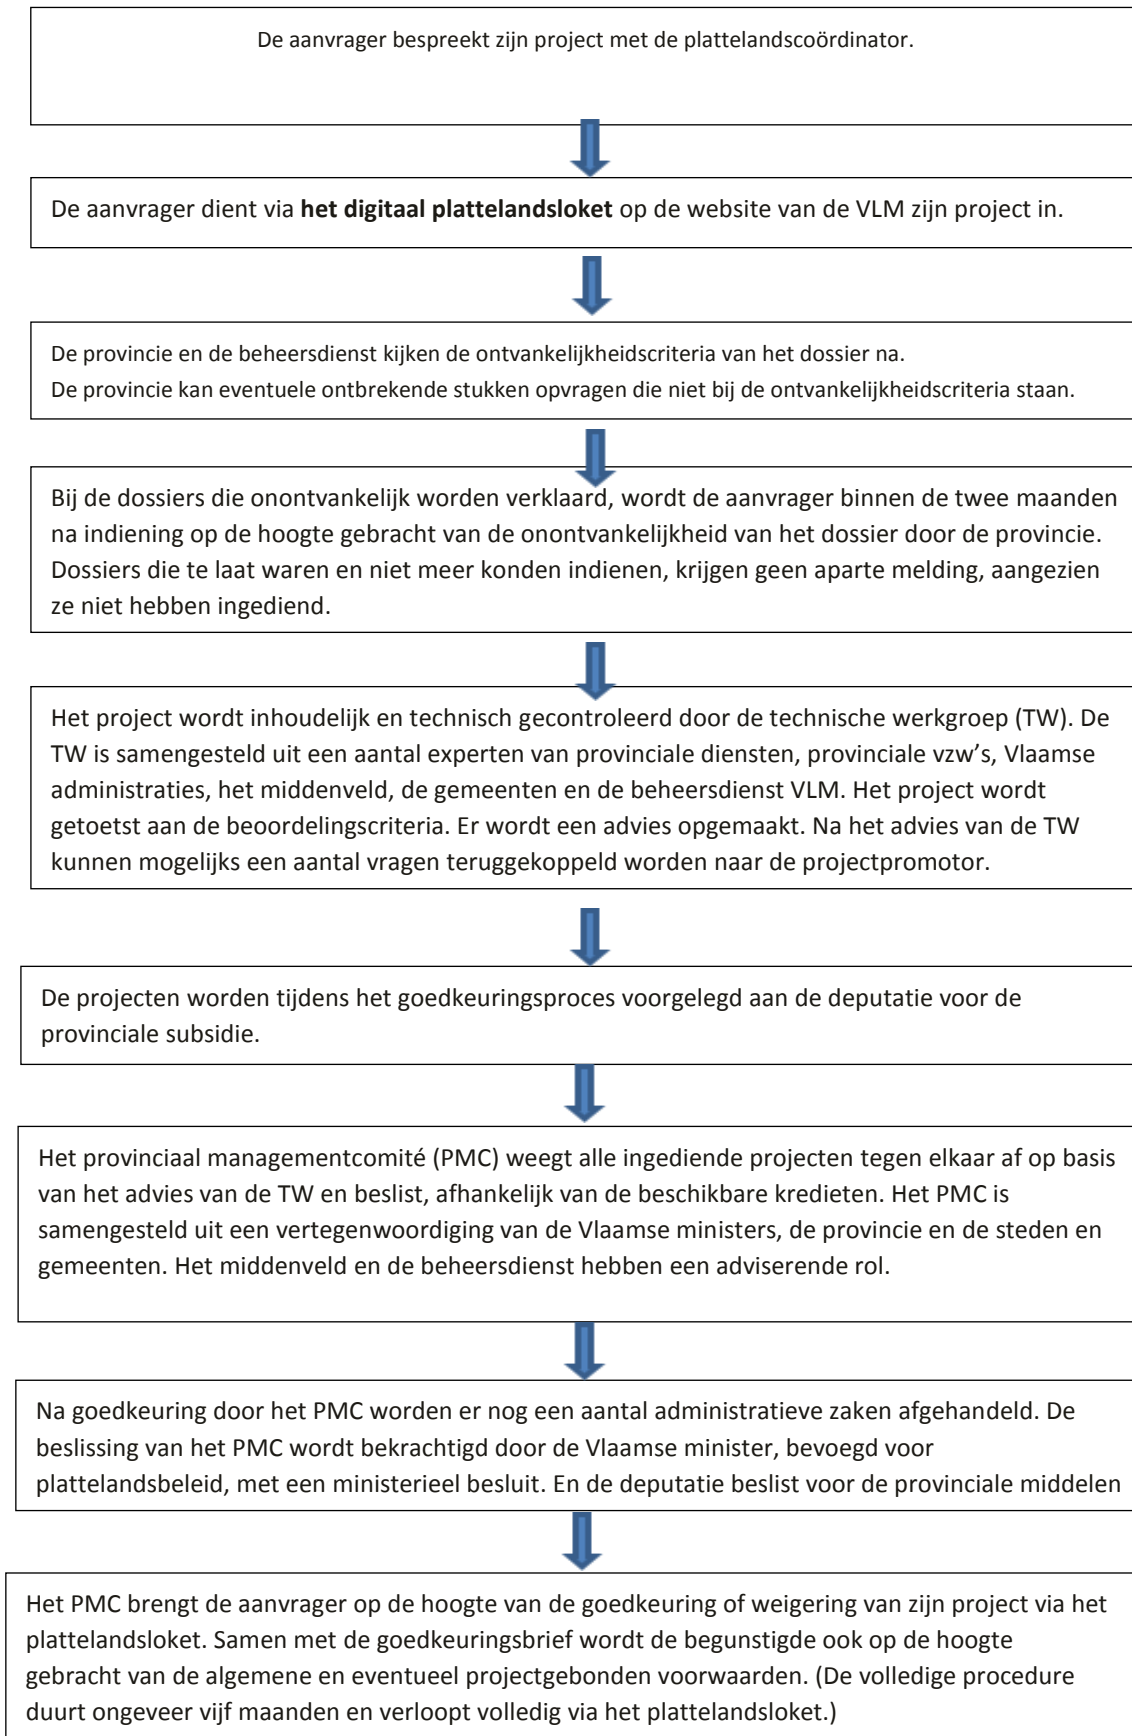 De aanvrager bespreekt zijn project met de plattelandscoördinator.
De aanvrager dient via het digitaal plattelandsloket op de website van de VLM zijn project in.
De provincie en de beheersdienst kijken de ontvankelijkheidscriteria van het dossier na.
De provincie kan eventuele ontbrekende stukken opvragen die niet bij de ontvankelijkheidscriteria staan.
Bij de dossiers die onontvankelijk worden verklaard, wordt de aanvrager binnen de twee maanden
na indiening op de hoogte gebracht van de onontvankelijkheid van het dossier door de provincie.
Dossiers die te laat waren en niet meer konden indienen, krijgen geen aparte melding, aangezien
ze niet hebben ingediend.
Het project wordt inhoudelijk en technisch gecontroleerd door de technische werkgroep (TW). De
TW is samengesteld uit een aantal experten van provinciale diensten, provinciale vzw’s, Vlaamse
administraties, het middenveld, de gemeenten en de beheersdienst VLM. Het project wordt
getoetst aan de beoordelingscriteria. Er wordt een advies opgemaakt. Na het advies van de TW
kunnen mogelijks een aantal vragen teruggekoppeld worden naar de projectpromotor.
De projecten worden tijdens het goedkeuringsproces voorgelegd aan de deputatie voor de
provinciale subsidie.
Het provinciaal managementcomité (PMC) weegt alle ingediende projecten tegen elkaar af op basis
van het advies van de TW en beslist, afhankelijk van de beschikbare kredieten. Het PMC is
samengesteld uit een vertegenwoordiging van de Vlaamse ministers, de provincie en de steden en
gemeenten. Het middenveld en de beheersdienst hebben een adviserende rol.
Na goedkeuring door het PMC worden er nog een aantal administratieve zaken afgehandeld. De
beslissing van het PMC wordt bekrachtigd door de Vlaamse minister, bevoegd voor
plattelandsbeleid, met een ministerieel besluit. En de deputatie beslist voor de provinciale middelen
Het PMC brengt de aanvrager op de hoogte van de goedkeuring of weigering van zijn project via het
plattelandsloket. Samen met de goedkeuringsbrief wordt de begunstigde ook op de hoogte
gebracht van de algemene en eventueel projectgebonden voorwaarden. (De volledige procedure
duurt ongeveer vijf maanden en verloopt volledig via het plattelandsloket.)